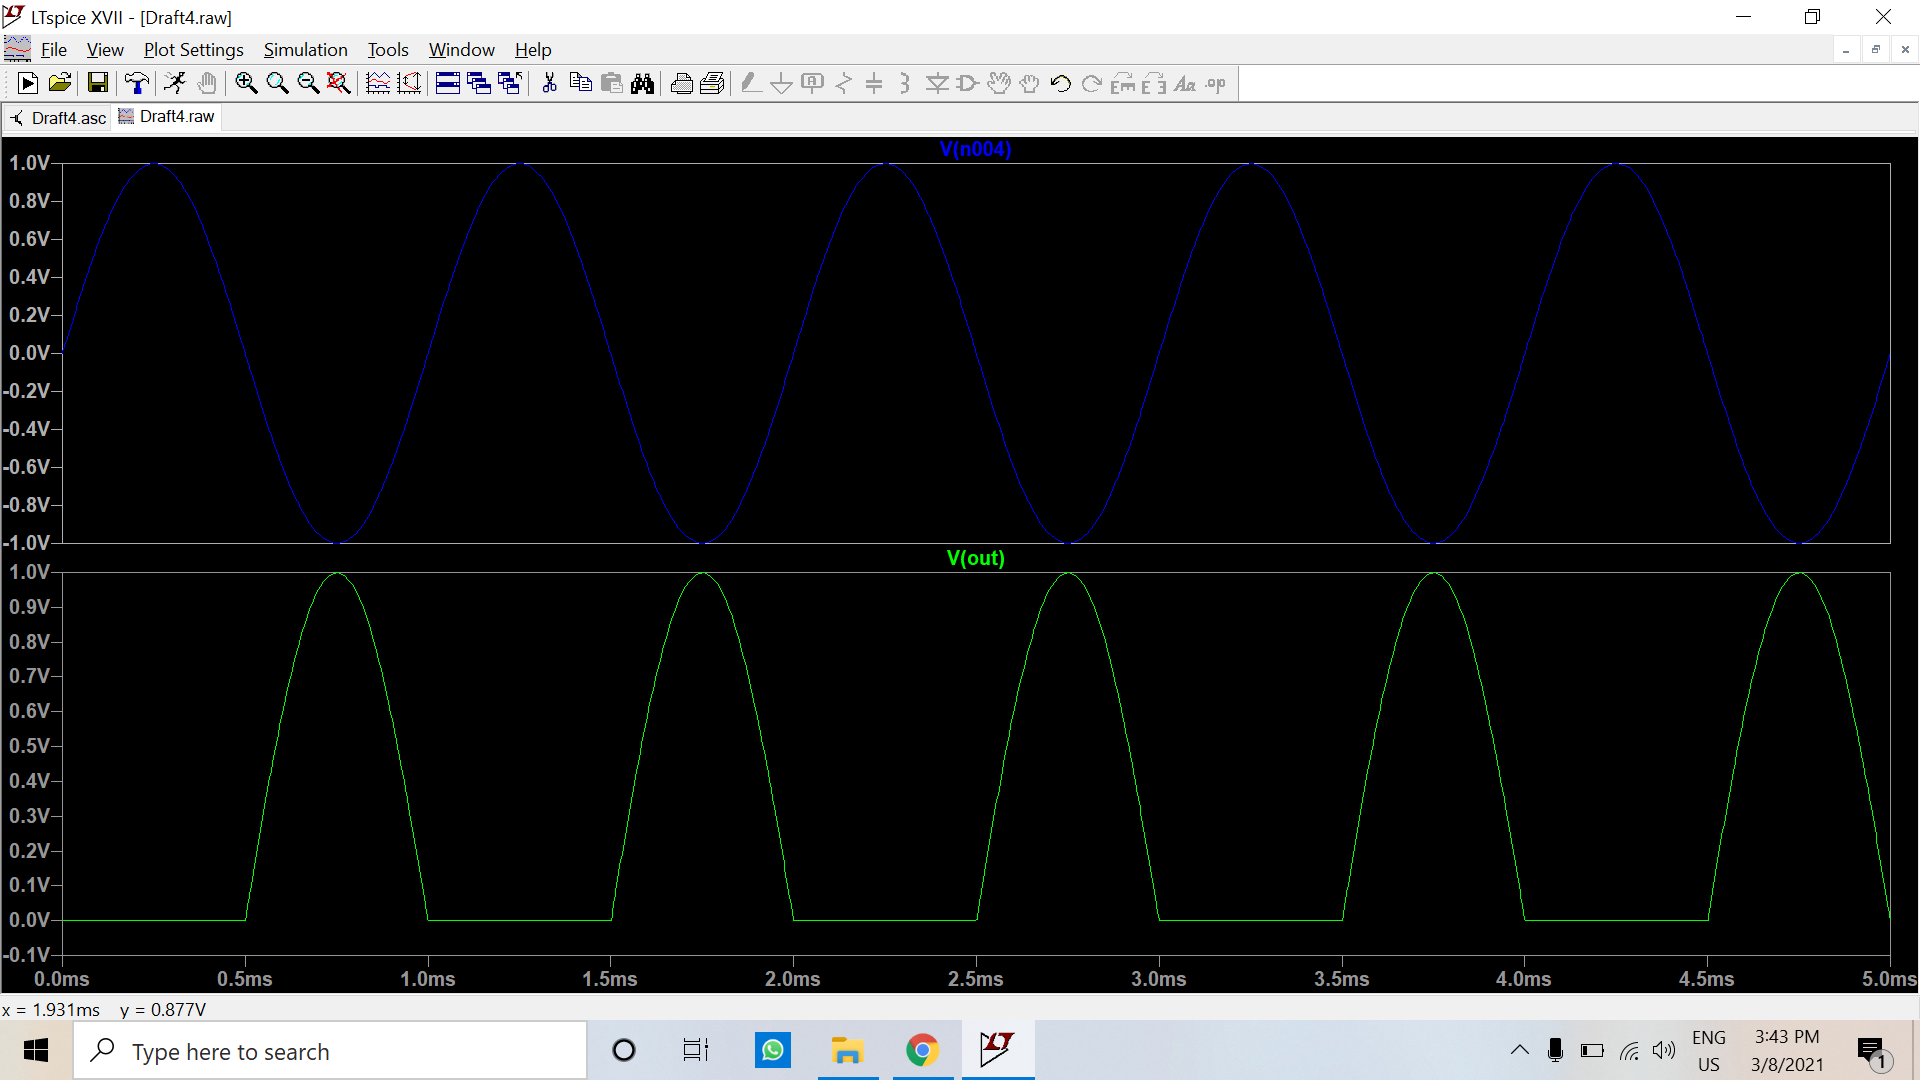 LTspice XVII - [Draft4.raw]
File View Plot Settings Simulation Tools Window Help
Aa .op
Draft4.asc Draft4.raw
V(n004)
1.0V
0.8V
0.6V
0.4V
0.2V
0.0V
-0.2V
-0.4V
-0.6V
-0.8V
-1.0V
V(out)
1.0V
0.9V
0.8V
0.7V
0.6V
0.5V
0.4V
0.3V
0.2V
0.1V
0.0V
-0.1V
0.0ms 0.5ms 1.0ms 1.5ms 2.0ms 2.5ms 3.0ms 3.5ms 4.0ms 4.5ms 5.0ms
x = 1.931ms y = 0.877V
Type here to search
LT
ENG
US
3:43 PM
3/8/2021
1